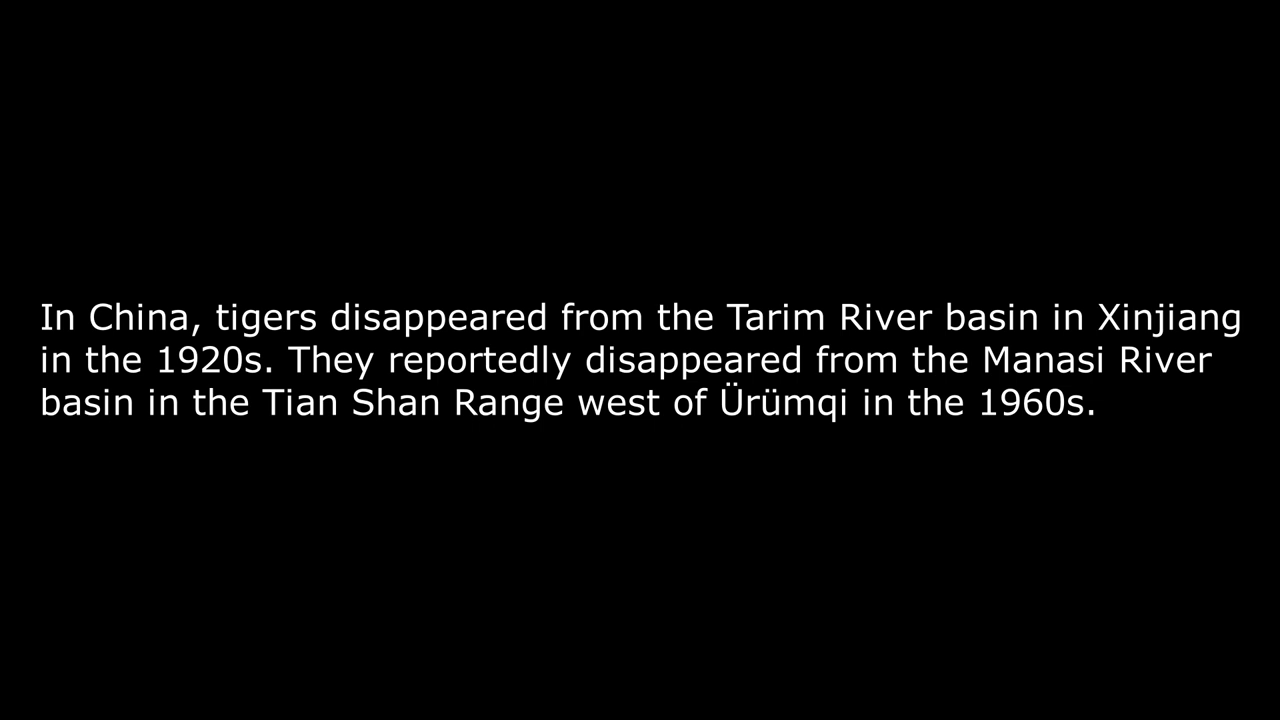 In China, tigers disappeared from the Tarim River basin in Xinjiang
in the 1920s. They reportedly disappeared from the Manasi River
basin in the Tian Shan Range west of Ürümqi in the 1960s.